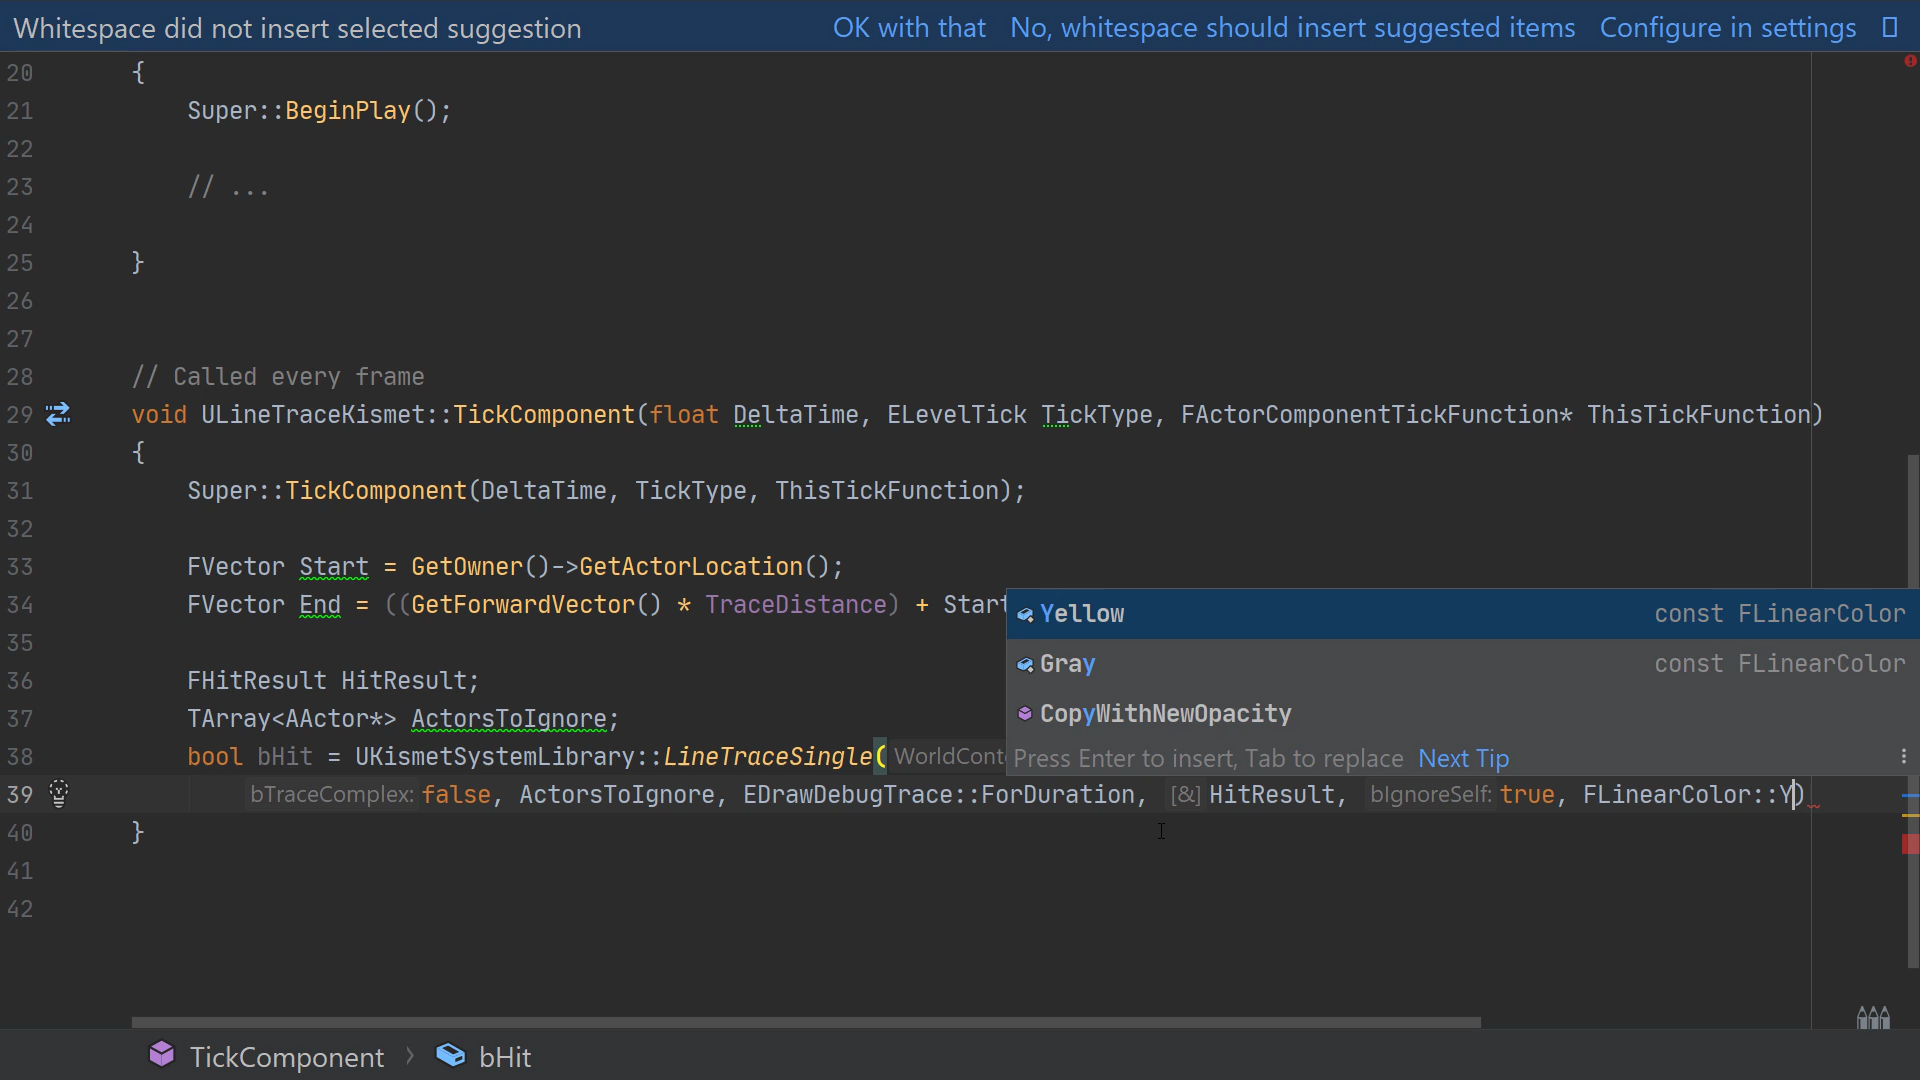 Whitespace did not insert selected suggestion OK with that No, whitespace should insert suggested items Configure in settings
20 {
21 Super::BeginPlay();
22
23 // ...
24
25 }
26
27
28 // Called every frame
29 void ULineTraceKismet::TickComponent(float DeltaTime, ELevelTick TickType, FActorComponentTickFunction* ThisTickFunction)
30 {
31 Super::TickComponent(DeltaTime, TickType, ThisTickFunction);
32
33 FVector Start = GetOwner()->GetActorLocation();
34 FVector End = ((GetForwardVector() * TraceDistance) + Start
Yellow const FLinearColor
35
Gray const FLinearColor
36 FHitResult HitResult;
37 TArray<AActor*> ActorsToIgnore;
CopyWithNewOpacity
38 bool bHit = UKismetSystemLibrary::LineTraceSingle( WorldConte
Press Enter to insert, Tab to replace Next Tip
39 bTraceComplex: false, ActorsToIgnore, EDrawDebugTrace::ForDuration, [&] HitResult, bIgnoreSelf: true, FLinearColor::Y)
40 }
41
42
TickComponent > bHit